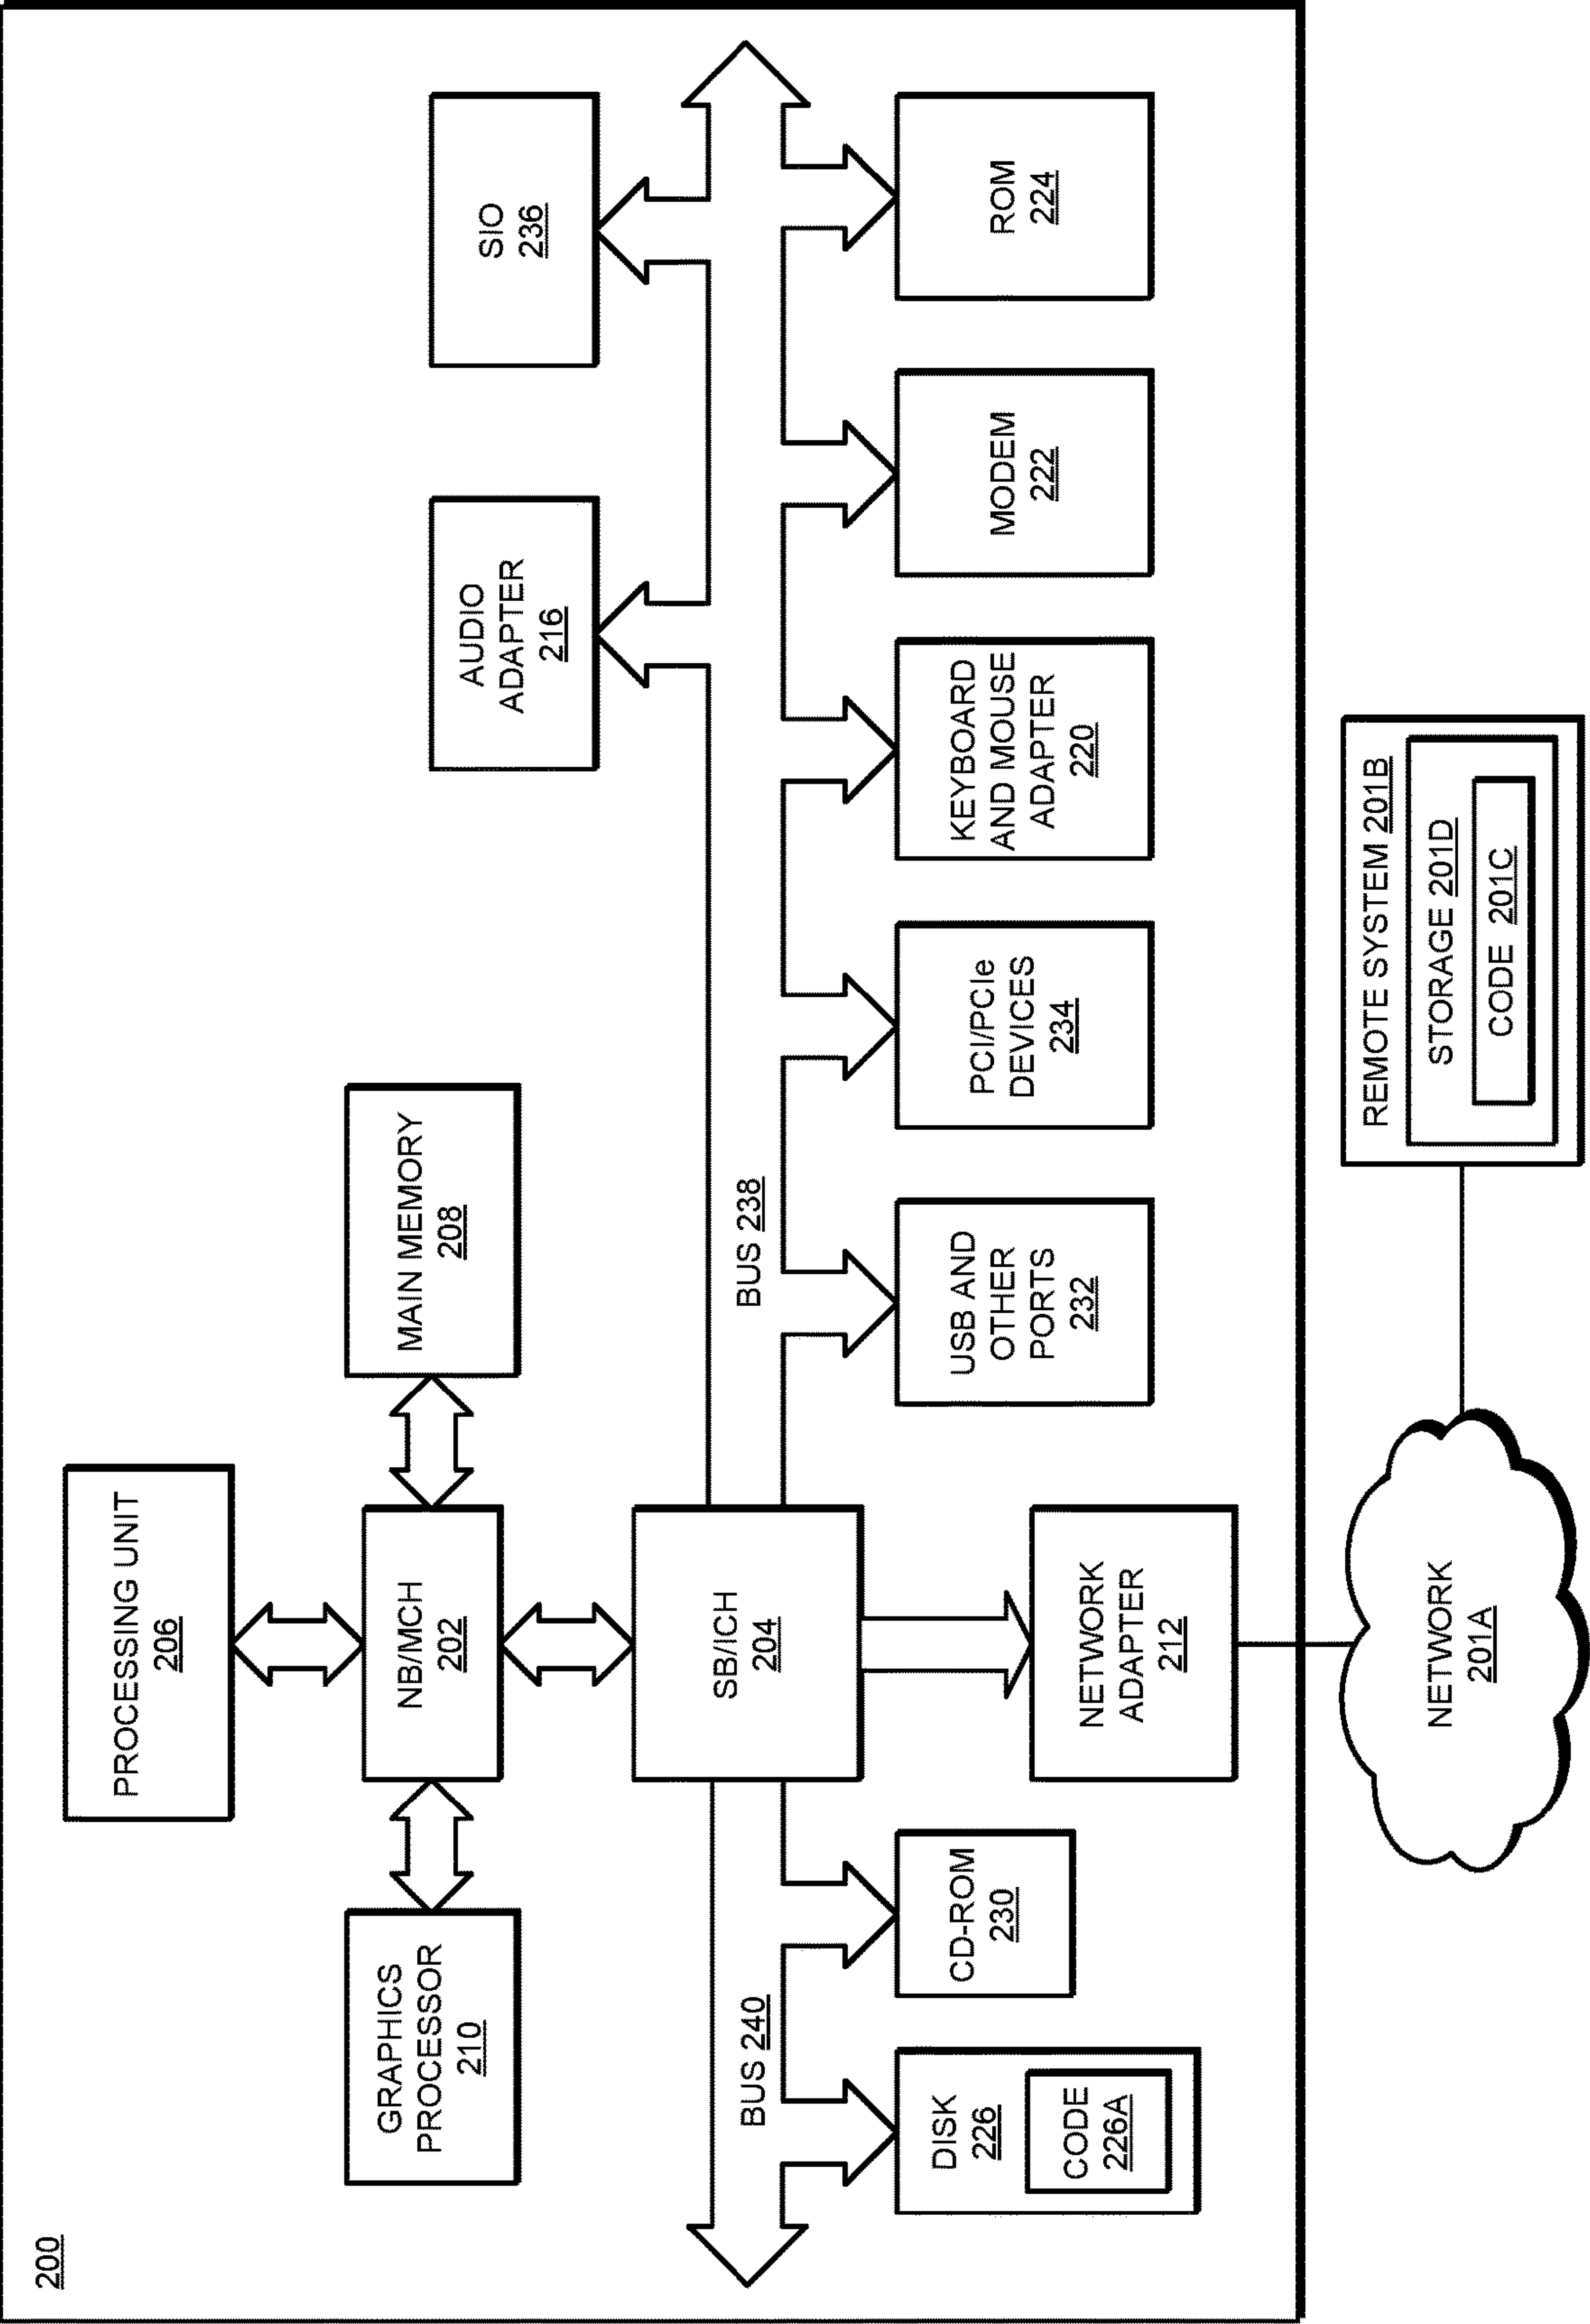 200
PROCESSING UNIT
206
GRAPHICS
PROCESSOR
210
NB/MCH
202
MAIN MEMORY
208
AUDIO
ADAPTER
216
SIO
236
SB/ICH
204
BUS 240
BUS 238
DISK
226
CODE
226A
CD-ROM
230
NETWORK
ADAPTER
212
USB AND
OTHER
PORTS
232
PCI/PCIe
DEVICES
234
KEYBOARD
AND MOUSE
ADAPTER
220
MODEM
222
ROM
224
NETWORK
201A
REMOTE SYSTEM 201B
STORAGE 201D
CODE 201C